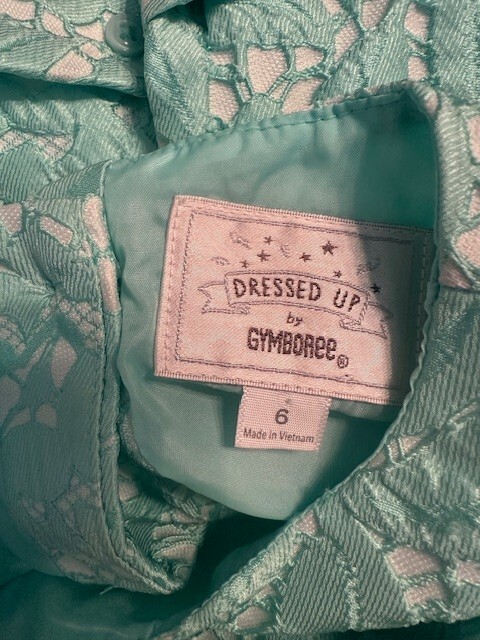 DRESSED UP
by
GYMBOREE®
6
Made in Vietnam